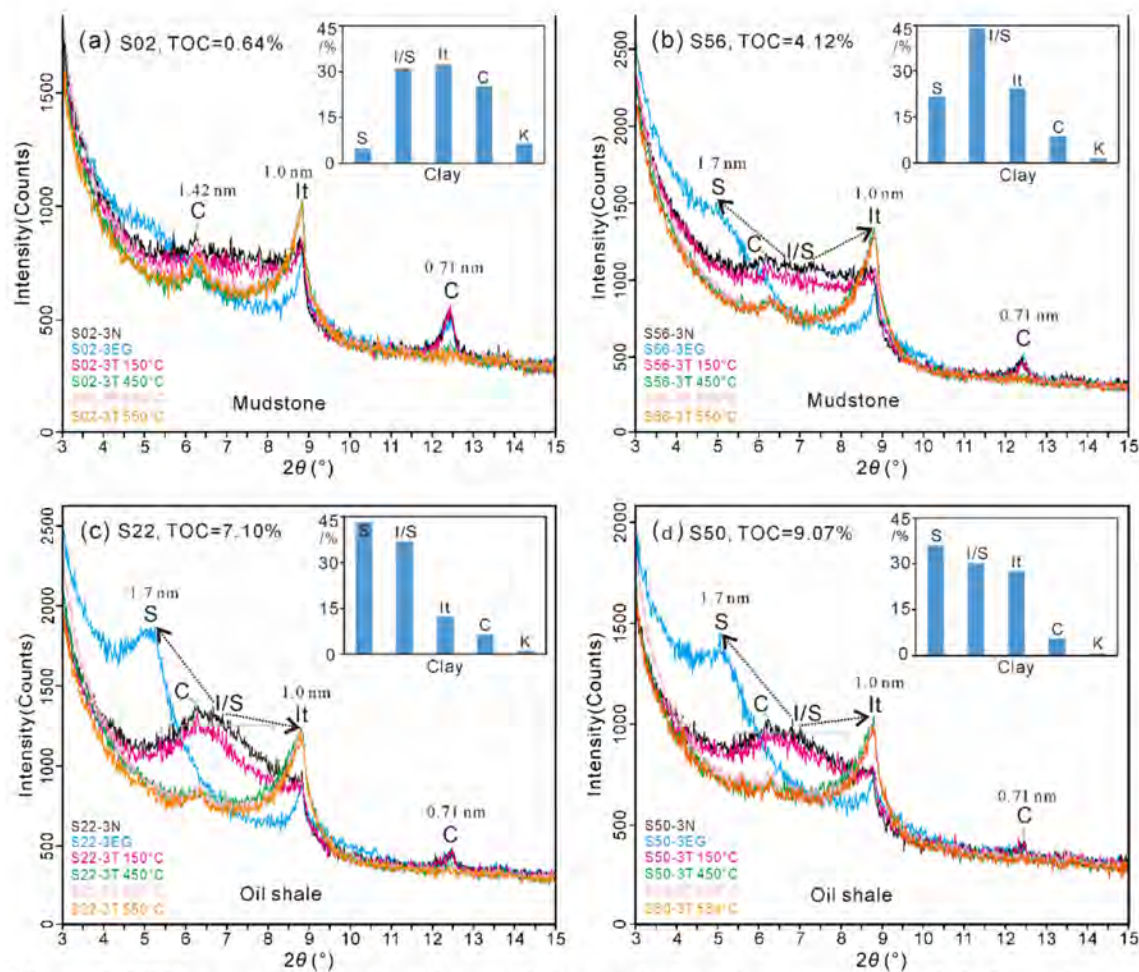 (a) S02, TOC=0.64%
45
/%
30
15
0
S
I/S
It
C
K
Clay
Intensity(Counts)
1500
1000
500
0
1.42 nm
C
1.0 nm
It
0.71 nm
C
S02-3N
S02-3EG
S02-3T 150°C
S02-3T 450°C
S02-3T 550°C
Mudstone
3 4 5 6 7 8 9 10 11 12 13 14 15
2θ (°)
(b) S56, TOC=4.12%
45
/%
30
15
0
S
I/S
It
C
K
Clay
Intensity(Counts)
2500
2000
1500
1000
500
0
1.7 nm
S
C
I/S
1.0 nm
It
0.71 nm
C
S56-3N
S56-3EG
S56-3T 150°C
S56-3T 450°C
S56-3T 550°C
Mudstone
3 4 5 6 7 8 9 10 11 12 13 14 15
2θ (°)
(c) S22, TOC=7.10%
45
/%
30
15
0
S
I/S
It
C
K
Clay
Intensity(Counts)
2500
2000
1500
1000
500
0
1.7 nm
S
C
I/S
1.0 nm
It
0.71 nm
C
S22-3N
S22-3EG
S22-3T 150°C
S22-3T 450°C
Oil shale
3 4 5 6 7 8 9 10 11 12 13 14 15
2θ (°)
(d) S50, TOC=9.07%
45
/%
30
15
0
S
I/S
It
C
K
Clay
Intensity(Counts)
2000
1500
1000
500
0
1.7 nm
S
C
I/S
1.0 nm
It
0.71 nm
C
S50-3N
S50-3EG
S50-3T 150°C
S50-3T 450°C
Oil shale
3 4 5 6 7 8 9 10 11 12 13 14 15
2θ (°)